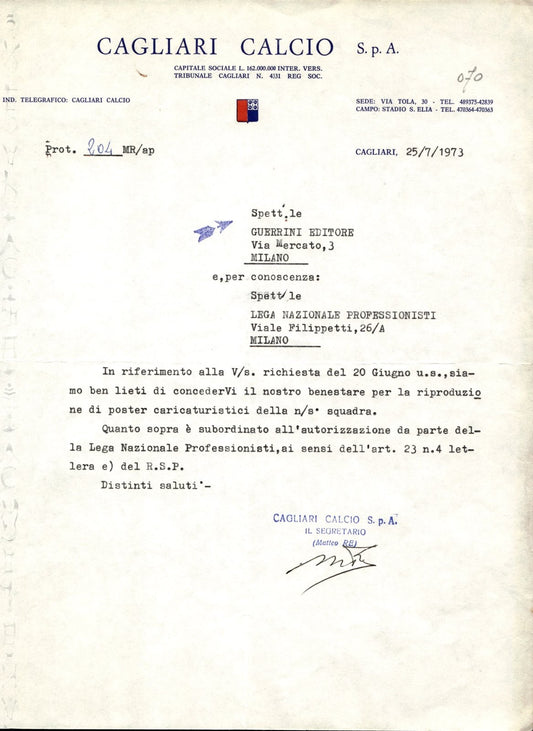 CAGLIARI CALCIO S. p. A.
CAPITALE SOCIALE L. 162.000.000 INTER. VERS.
TRIBUNALE CAGLIARI N. 4131 REG SOC.
070
IND. TELEGRAFICO: CAGLIARI CALCIO
SEDE: VIA TOLA, 30 - TEL. 489375-42839
CAMPO: STADIO S. ELIA - TEL. 470364-470363
Prot. 204 MR/ap
CAGLIARI, 25/7/1973
Spett.le
GUERRINI EDITORE
Via Mercato,3
MILANO
e,per conoscenza:
Spett/le
LEGA NAZIONALE PROFESSIONISTI
Viale Filippetti,26/A
MILANO
In riferimento alla V/s. richiesta del 20 Giugno u.s.,sia-
mo ben lieti di concederVi il nostro benestare per la riproduzio
ne di poster caricaturistici della n/s. squadra.
Quanto sopra è subordinato all'autorizzazione da parte del-
la Lega Nazionale Professionisti,ai sensi dell'art. 23 n.4 let-
lera e) del R.S.P.
Distinti saluti.-
CAGLIARI CALCIO S. p. A.
IL SEGRETARIO
(Matteo RE)